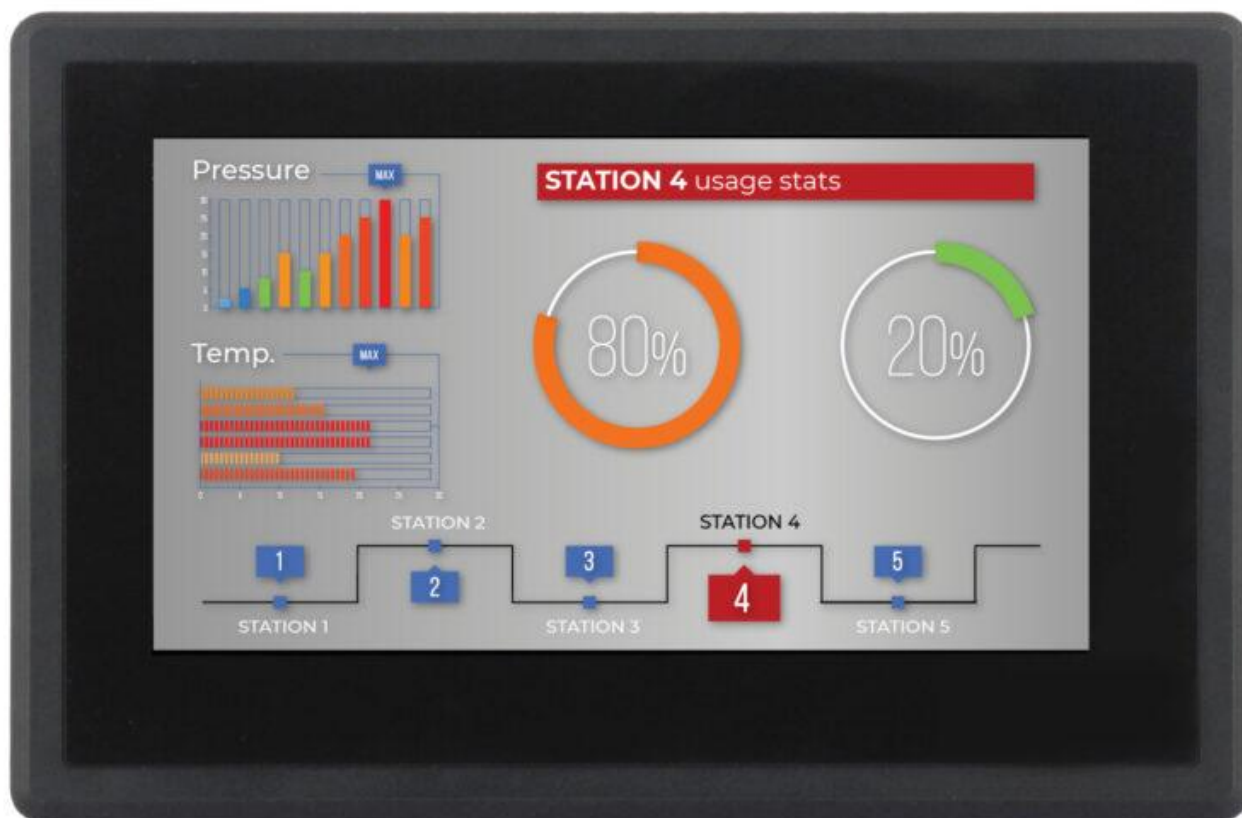 Pressure
MAX
STATION 4 usage stats
80%
20%
Temp.
MAX
STATION 2
STATION 4
1
3
5
2
4
STATION 1
STATION 3
STATION 5